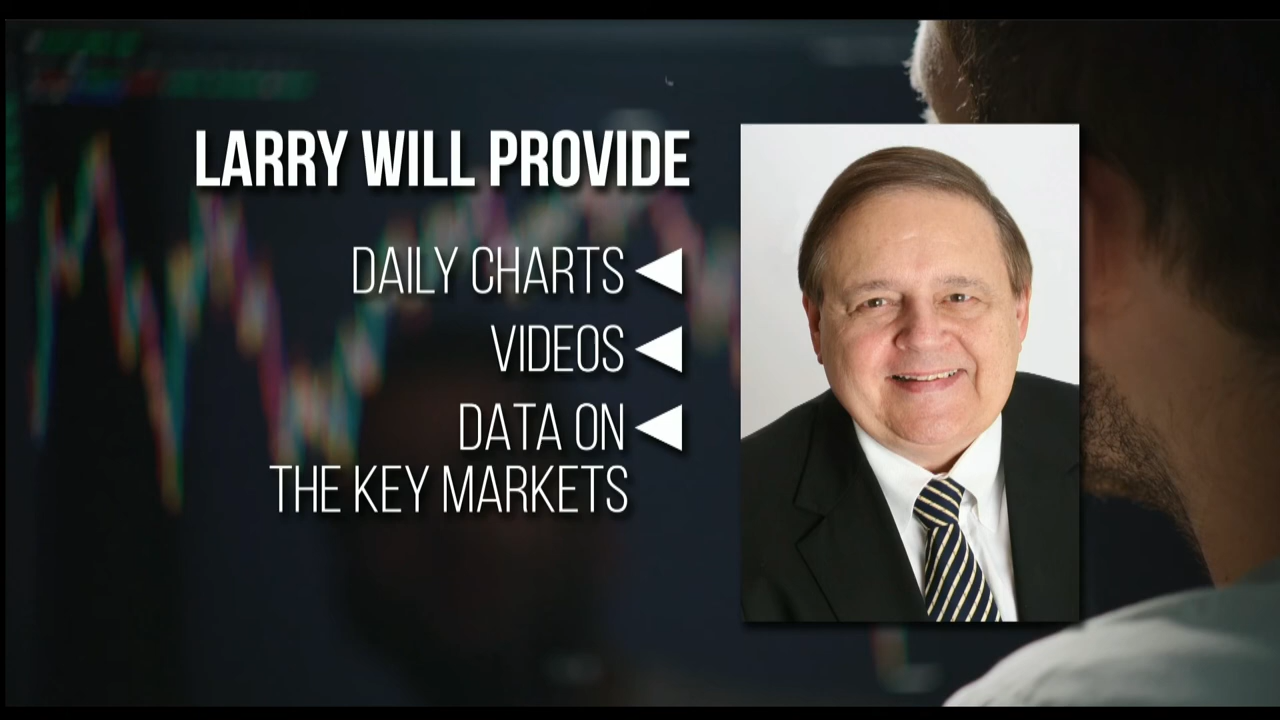 LARRY WILL PROVIDE
DAILY CHARTS
VIDEOS
DATA ON
THE KEY MARKETS